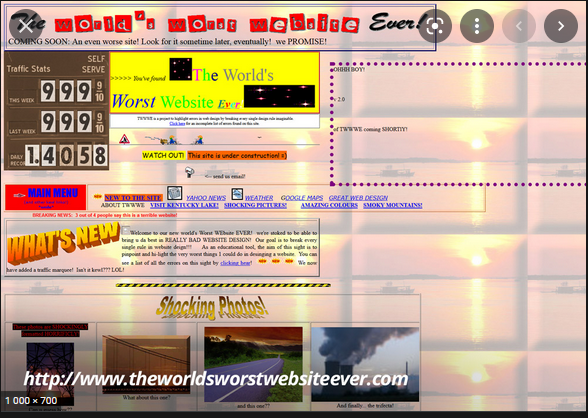 The World's Worst Website Ever!
COMING SOON: An even worse site! Look for it sometime later, eventually! we PROMISE!
SELF
SERVE
Traffic Stats
THIS WEEK
999 9/10
LAST WEEK
999 9/10
DAILY
RECORD
1.4058
>>>>> You've found
The World's
Worst Website Ever
TWWWE is a project to highlight errors in web design by breaking every single design rule imaginable.
Click here for an incomplete list of errors found on this site.
WATCH OUT! This site is under construction! =)
<-- send us email!
OHHH BOY!
2.0
of TWWWE coming SHORTLY!
MAIN MENU
NEW TO THE SITE YAHOO NEWS WEATHER GOOGLE MAPS GREAT WEB DESIGN
ABOUT TWWWE VISIT KENTUCKY LAKE! SHOCKING PICTURES! AMAZING COLOURS SMOKY MOUNTAINS!
BREAKING NEWS: 3 out of 4 people say this is a terrible website!
WHAT'S NEW
Welcome to our new world's Worst WEbsite EVER! we're stoked to be able to
bring u da best in REALLY BAD WEBSITE DESIGN! Our goal is to break every
single rule in website design!!! As an educational tool, the aim of this sight is to
pinpoint and hi-light the very worst things I could do in desinging a website. You can
see a list of all the errors on this sight by clicking here! We now
have added a traffic marquee! Isn't it kewl??? LOL!
Shocking Photos!
These photos are SHOCKING!!!
What about this one?
and this one??
And finally... the trifecta!
http://www.theworldsworstwebsiteever.com
1 000 × 700